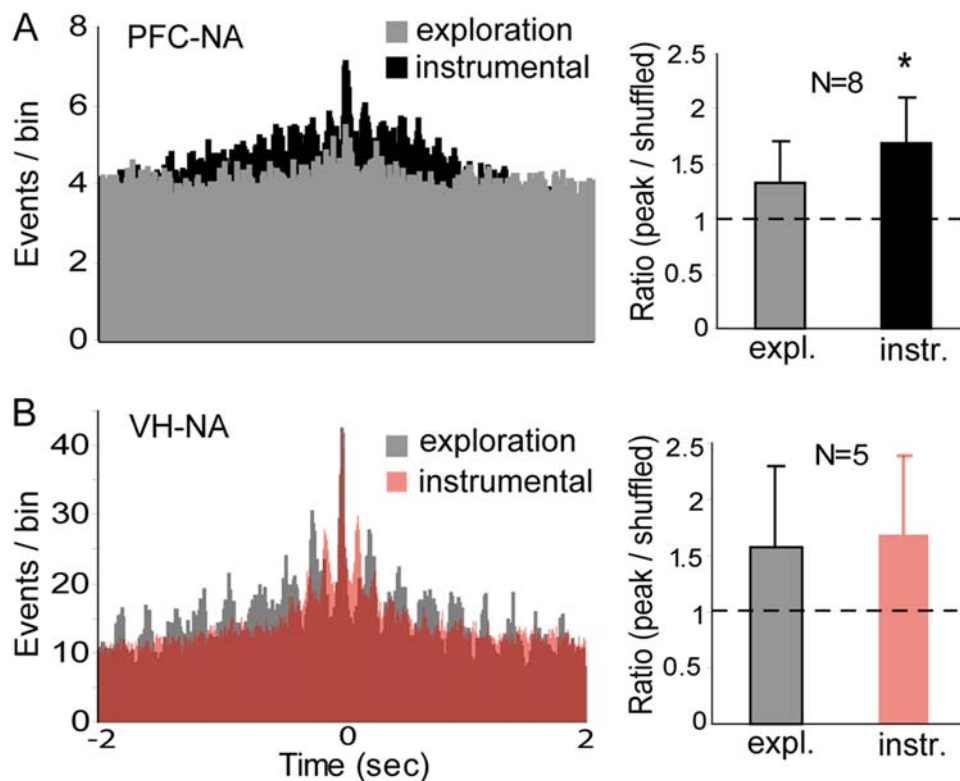 A
PFC-NA
exploration
instrumental
Events / bin
8
6
4
2
0
-2
0
2
Ratio (peak / shuffled)
2.5
2
1.5
1
0.5
0
N=8
*
expl.
instr.
B
VH-NA
exploration
instrumental
Events / bin
40
30
20
10
0
-2
0
2
Time (sec)
Ratio (peak / shuffled)
2.5
2
1.5
1
0.5
0
N=5
expl.
instr.